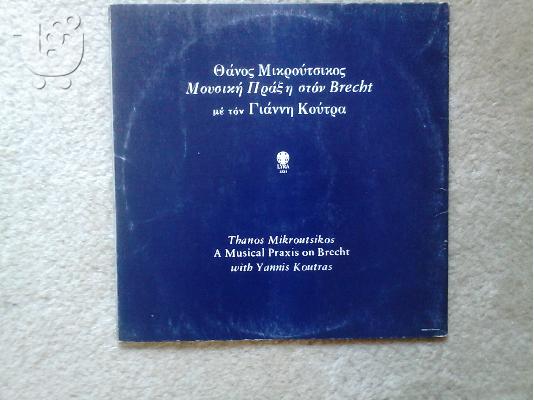 Θάνος Μικρούτσικος
Μουσική Πράξη στόν Brecht
μέ τόν Γιάννη Κούτρα
LYRA
Thanos Mikroutsikos
A Musical Praxis on Brecht
with Yannis Koutras